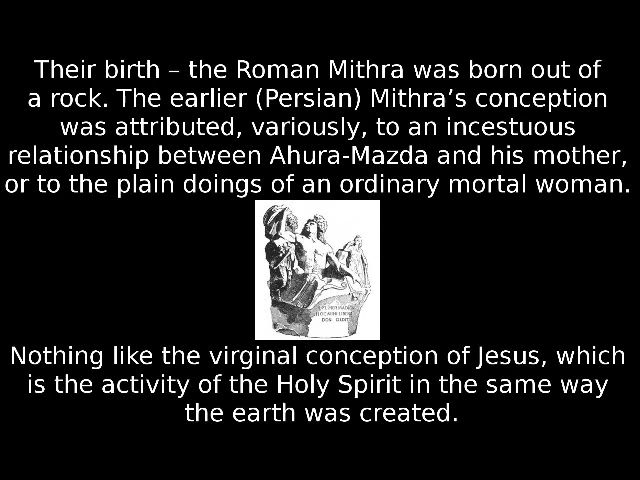 Their birth – the Roman Mithra was born out of
a rock. The earlier (Persian) Mithra’s conception
was attributed, variously, to an incestuous
relationship between Ahura-Mazda and his mother,
or to the plain doings of an ordinary mortal woman.
DON DEDIT
Nothing like the virginal conception of Jesus, which
is the activity of the Holy Spirit in the same way
the earth was created.